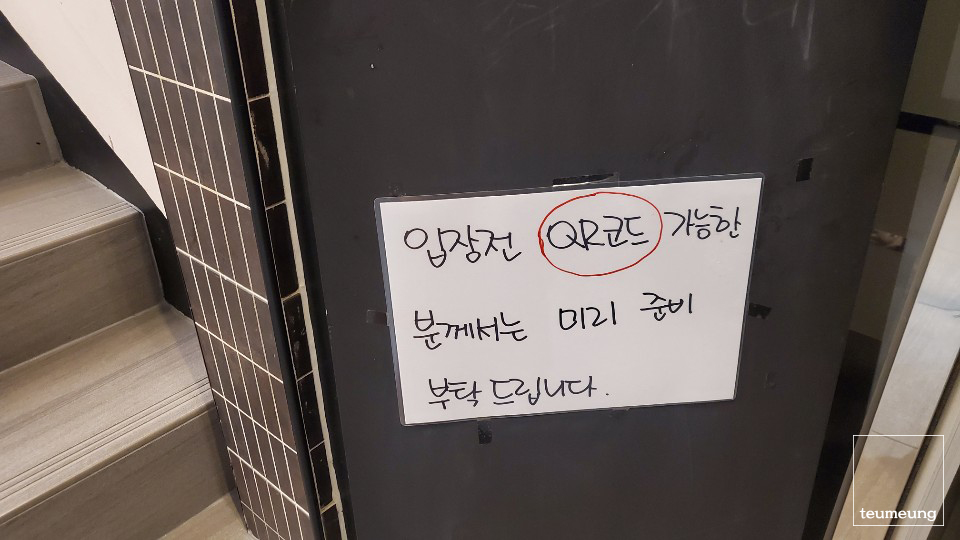 입장전 QR코드 가능한
분께서는 미리 준비
부탁 드립니다.
teumeung